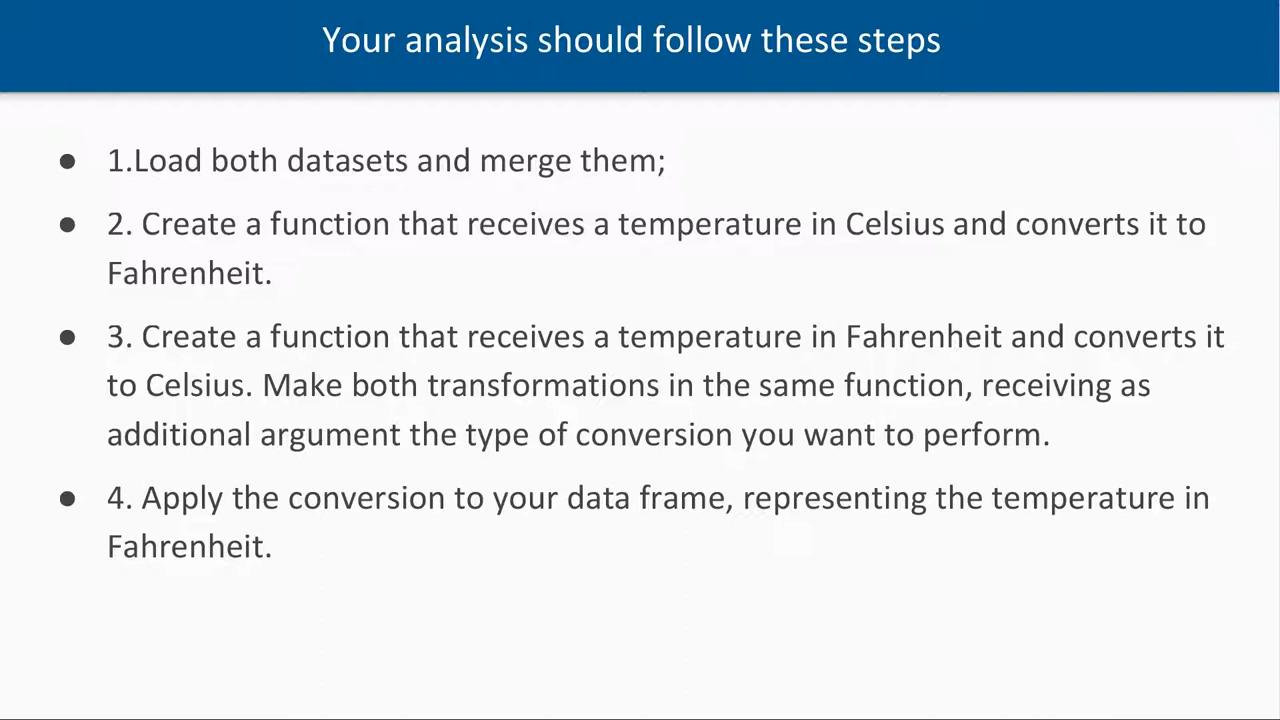 Your analysis should follow these steps
● 1.Load both datasets and merge them;
● 2. Create a function that receives a temperature in Celsius and converts it to
Fahrenheit.
● 3. Create a function that receives a temperature in Fahrenheit and converts it
to Celsius. Make both transformations in the same function, receiving as
additional argument the type of conversion you want to perform.
● 4. Apply the conversion to your data frame, representing the temperature in
Fahrenheit.